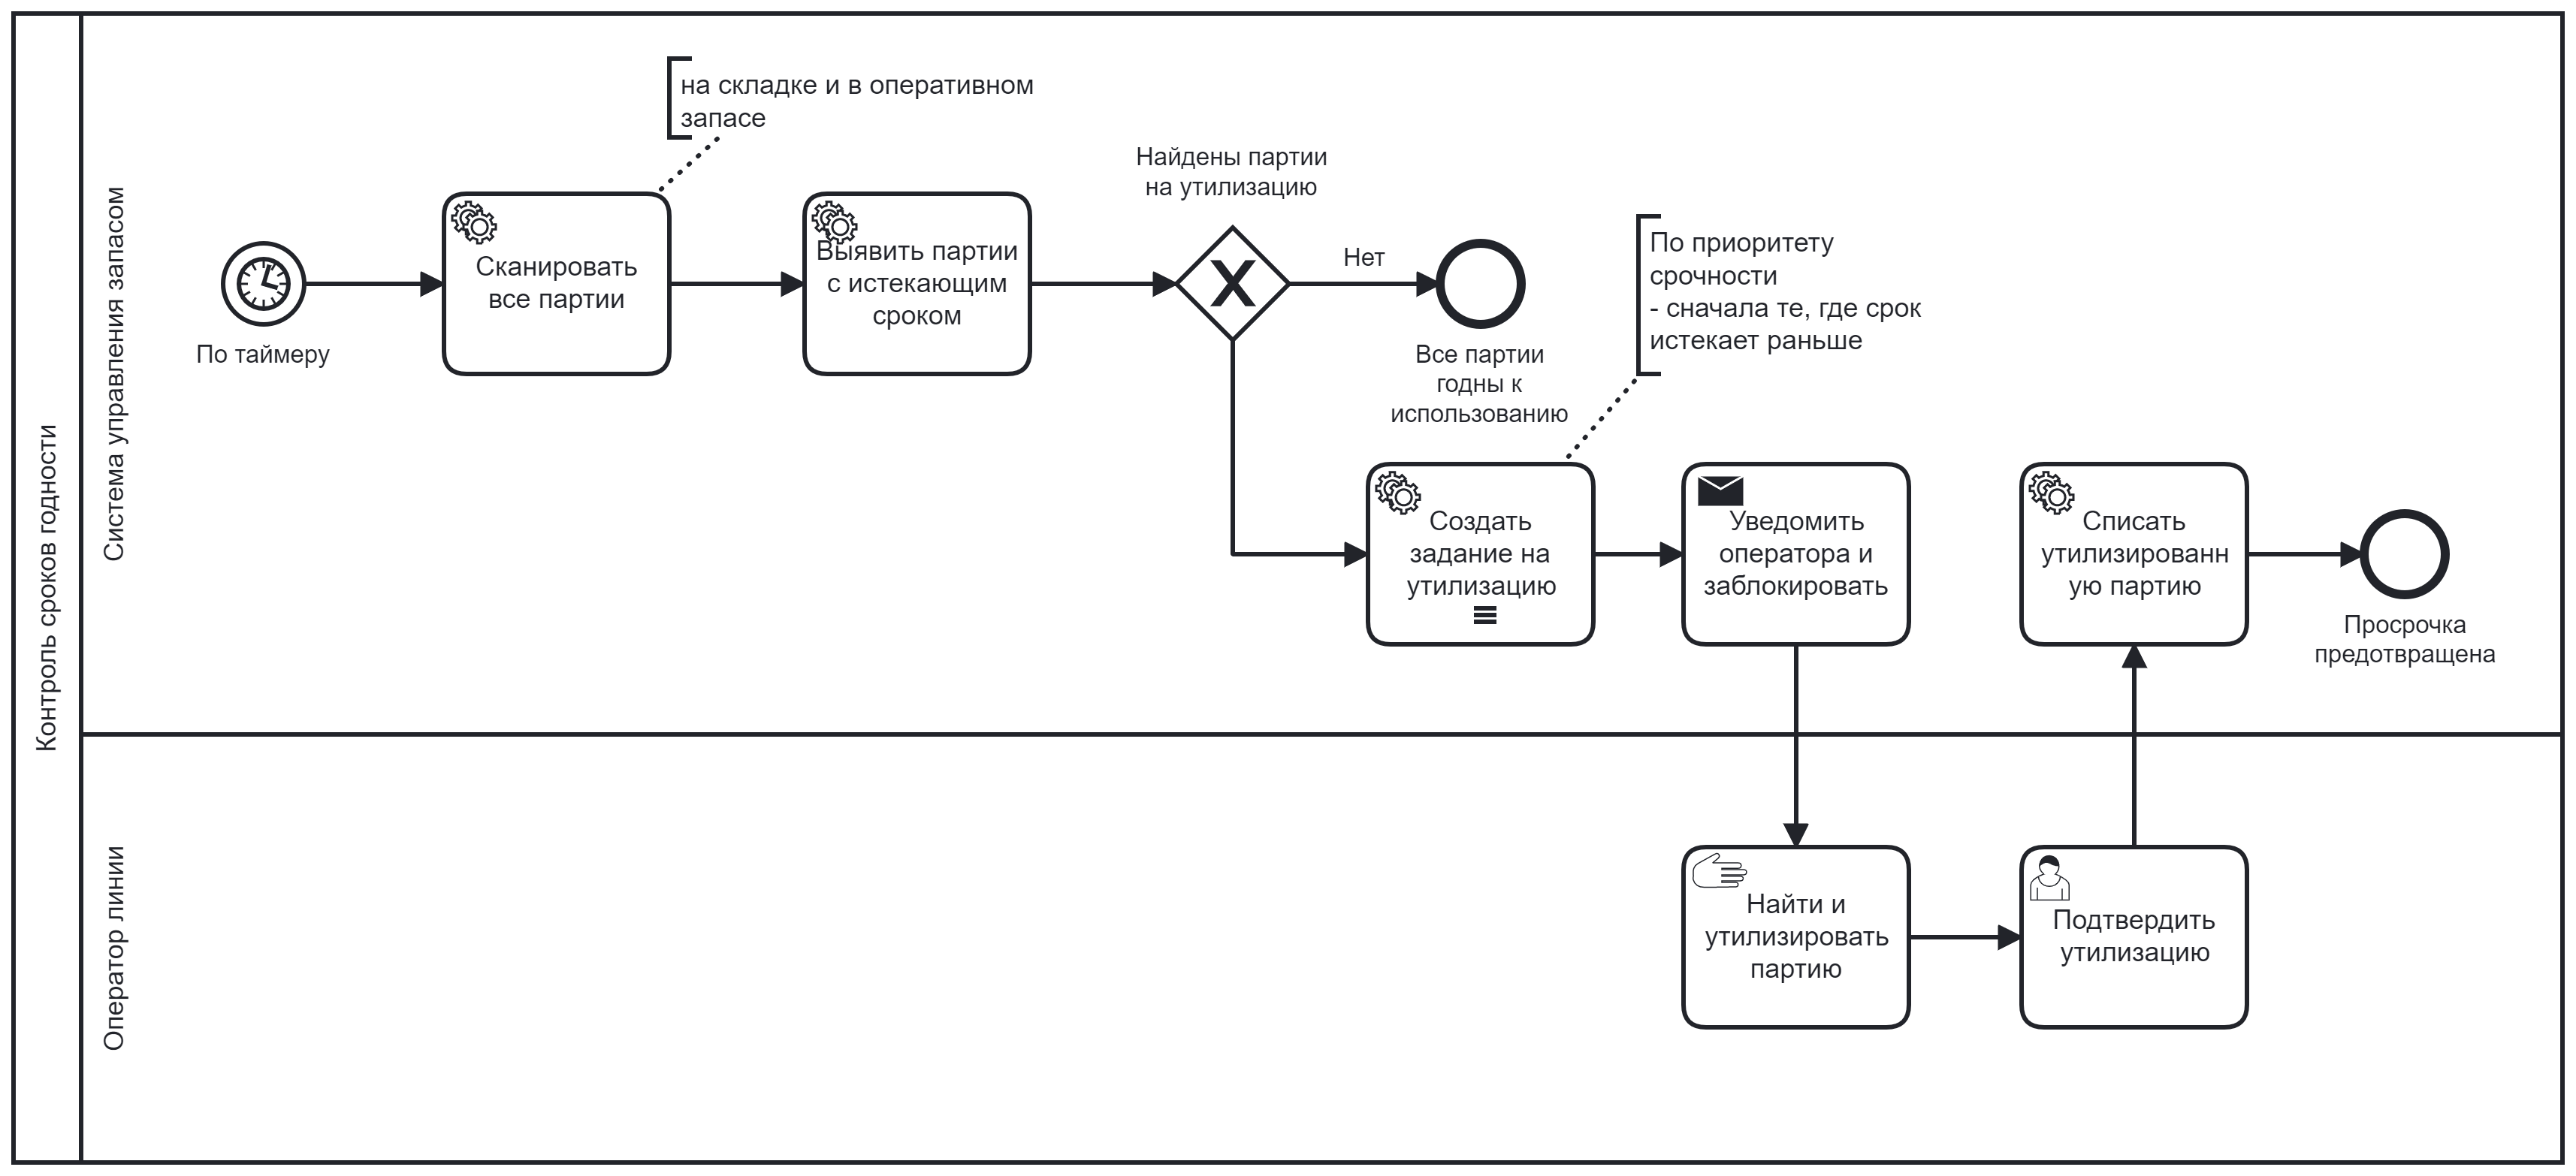 Контроль сроков годности
Система управления запасом
на складке и в оперативном
запасе
По таймеру
Сканировать
все партии
Выявить партии
с истекающим
сроком
Найдены партии
на утилизацию
Нет
Все партии
годны к
использованию
По приоритету
срочности
- сначала те, где срок
истекает раньше
Создать
задание на
утилизацию
Уведомить
оператора и
заблокировать
Списать
утилизированн
ую партию
Просрочка
предотвращена
Оператор линии
Найти и
утилизировать
партию
Подтвердить
утилизацию